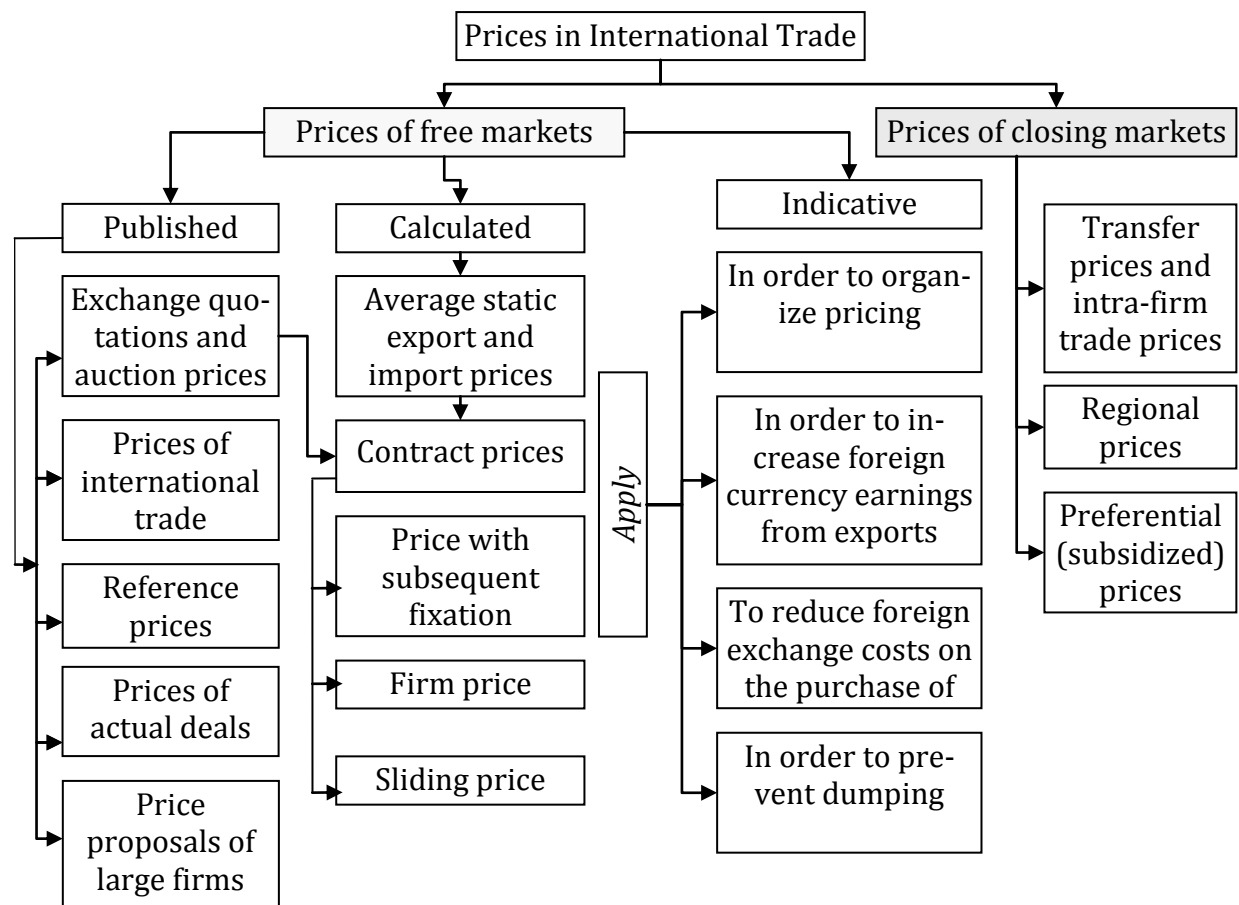 Prices in International Trade
Prices of free markets
Prices of closing markets
Published
Exchange quo-
tations and
auction prices
Prices of
international
trade
Reference
prices
Prices of
actual deals
Price
proposals of
large firms
Calculated
Average static
export and
import prices
Contract prices
Price with
subsequent
fixation
Firm price
Sliding price
Apply
Indicative
In order to organ-
ize pricing
In order to in-
crease foreign
currency earnings
from exports
To reduce foreign
exchange costs on
the purchase of
In order to pre-
vent dumping
Transfer
prices and
intra-firm
trade prices
Regional
prices
Preferential
(subsidized)
prices